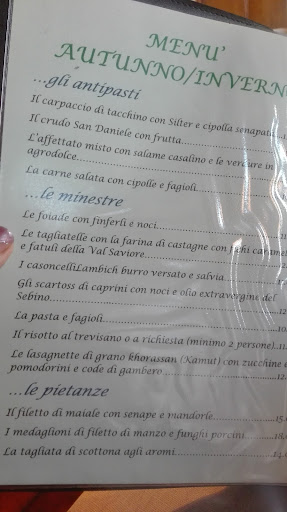 MENU'
AUTUNNO/INVERNO
...gli antipasti
Il carpaccio di tacchino con Silter e cipolla senapata
Il crudo San Daniele con frutta
L'affettato misto con salame casalino e le verdure in
agrodolce
La carne salata con cipolle e fagioli
...le minestre
Le foiade con finferli e noci
Le tagliatelle con la farina di castagne con fichi
e fatulì della Val Saviore
I casoncelli Lambich burro versato e salvia
Gli scartoss di caprini con noci e olio extravergine del
Sebino
La pasta e fagioli
Il risotto al trevisano o a richiesta (minimo 2 persone)
Le lasagnette di grano khorassan (Kamut) con zucchine e
pomodorini e code di gambero
...le pietanze
Il filetto di maiale con senape e mandorle
I medaglioni di filetto di manzo e funghi porcini
La tagliata di scottona agli aromi